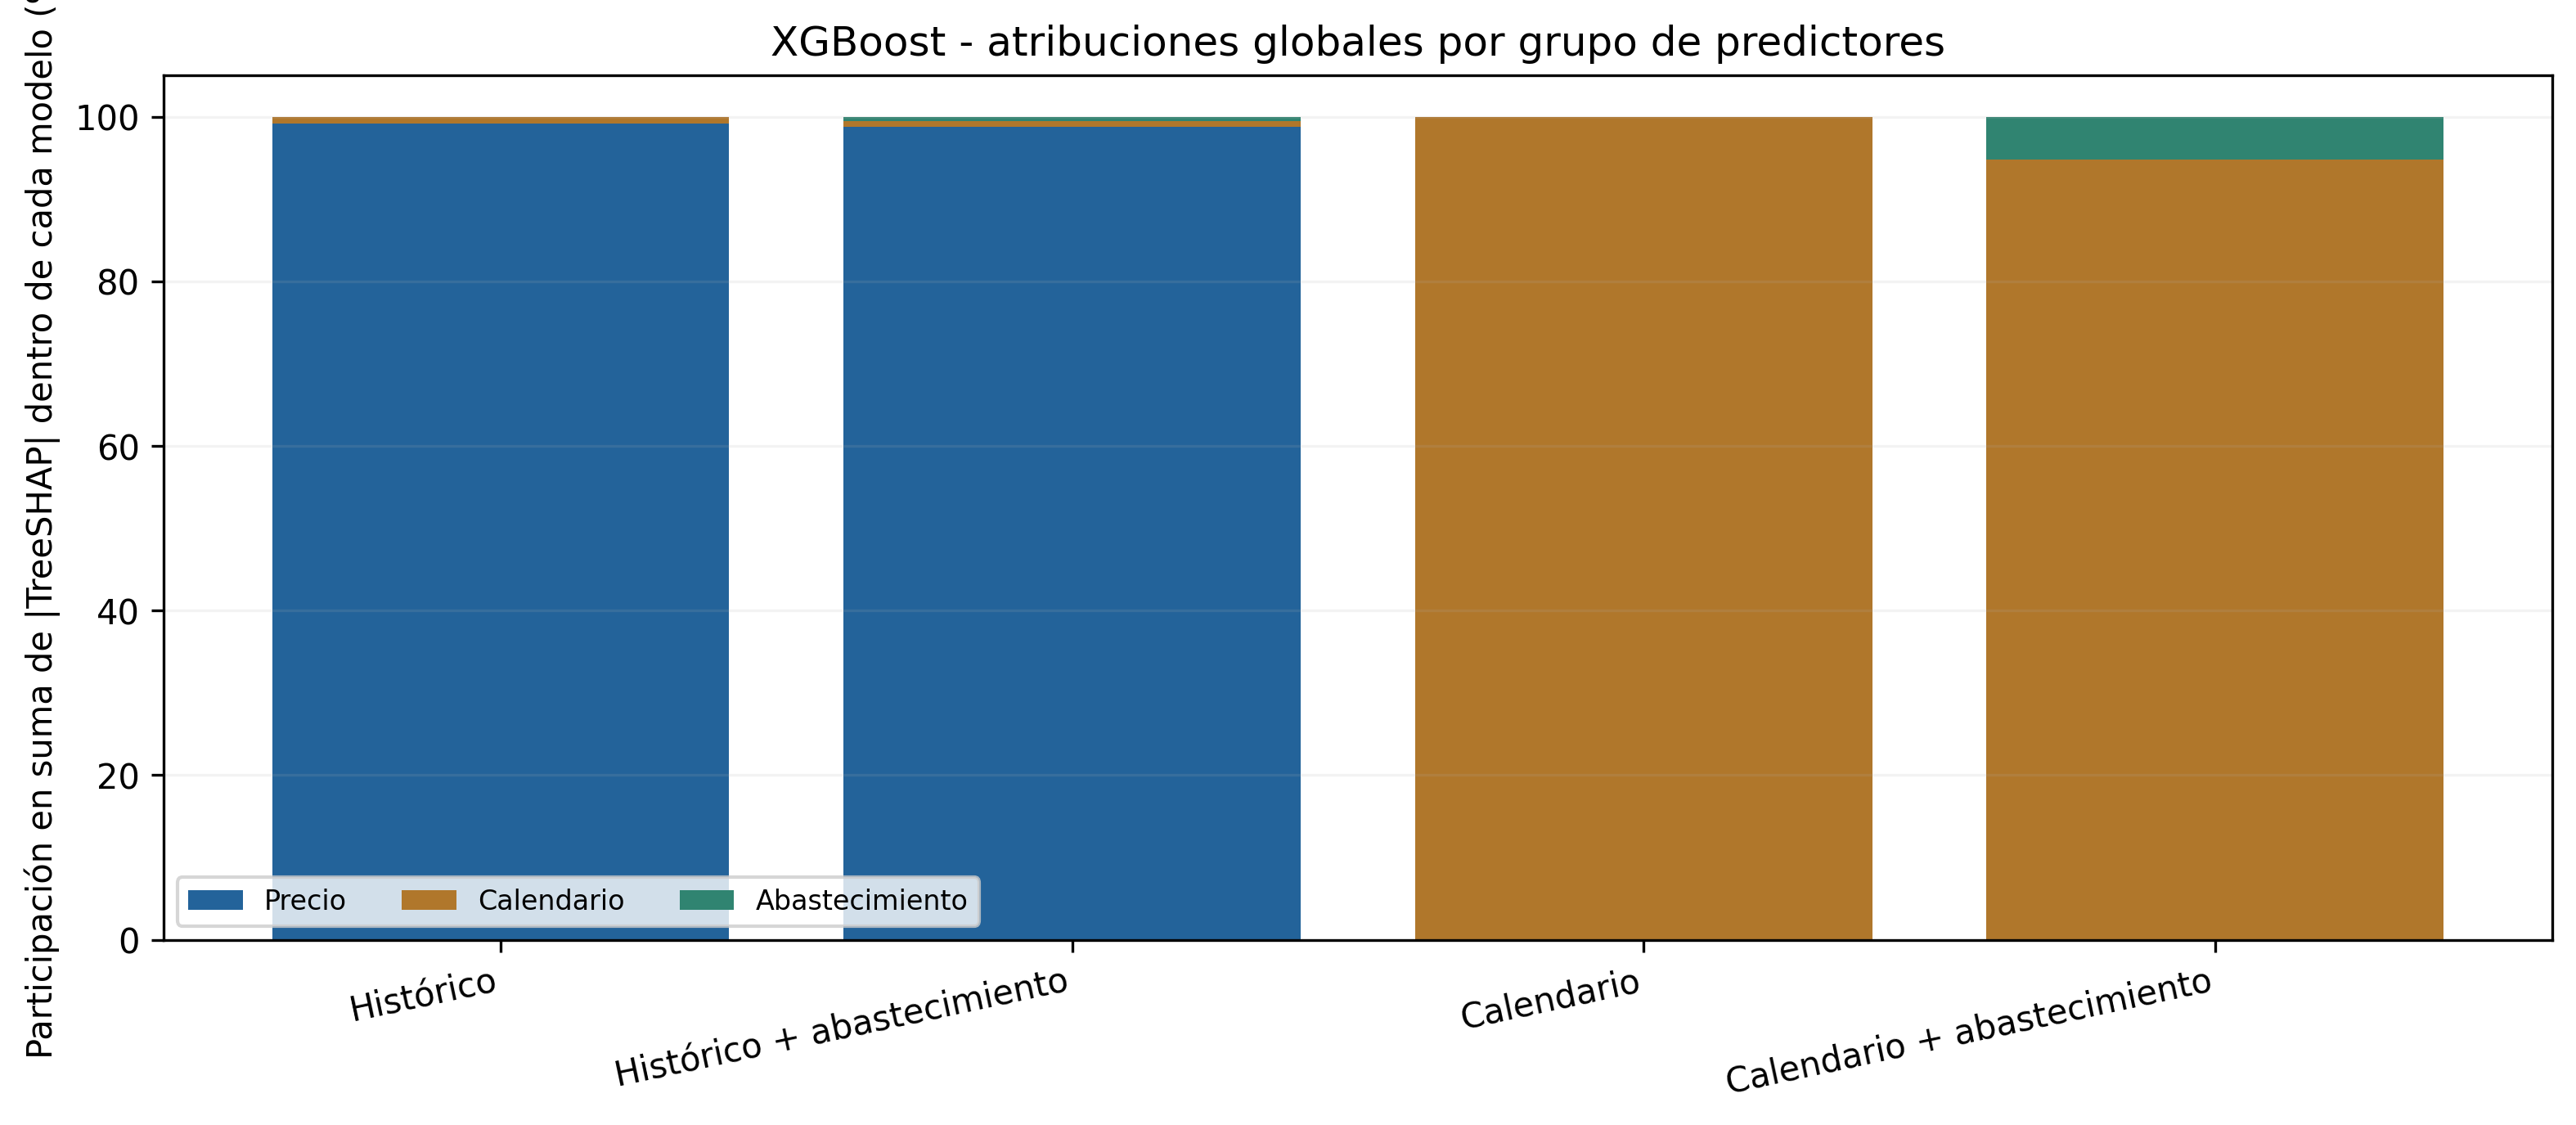 XGBoost - atribuciones globales por grupo de predictores
Participación en suma de |TreeSHAP| dentro de cada modelo (
100
80
60
40
20
0
Precio
Calendario
Abastecimiento
Histórico
Histórico + abastecimiento
Calendario
Calendario + abastecimiento